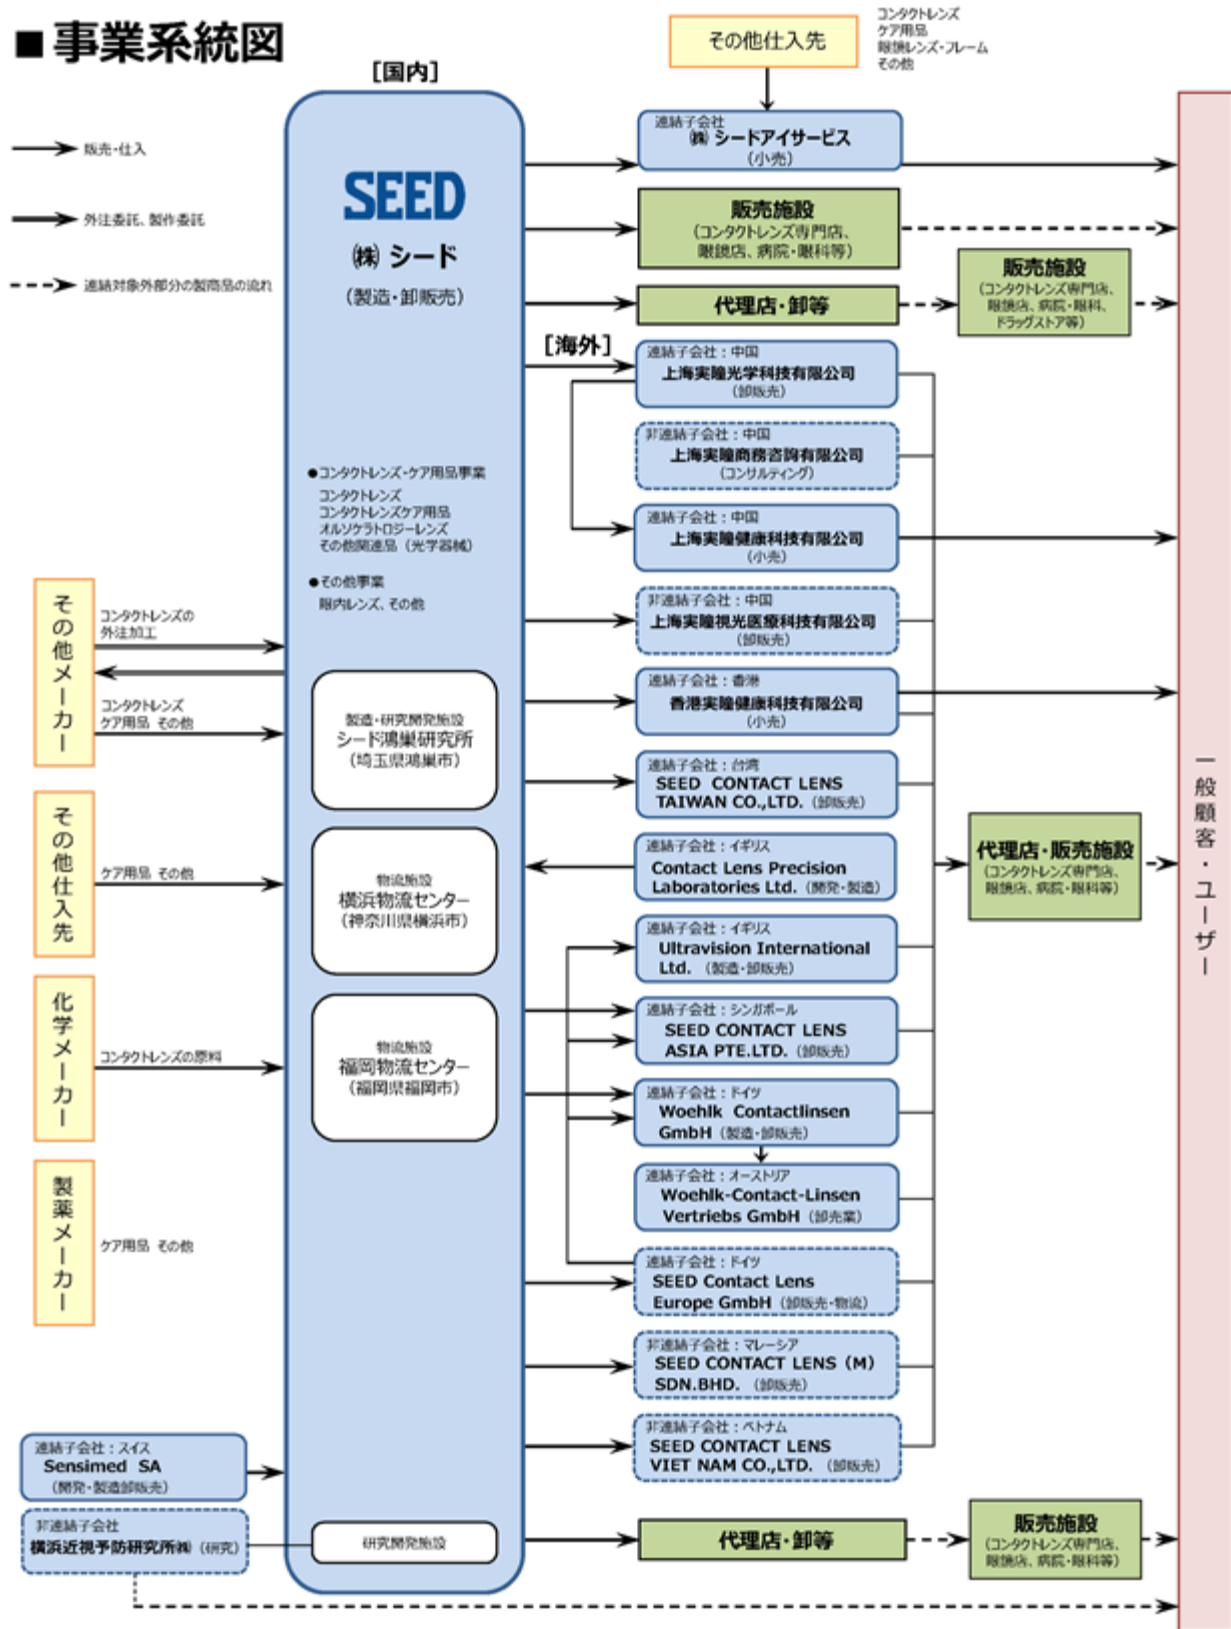 ■事業系統図
[国内]
販売・仕入
外注委託、製作委託
連結対象外部分の製商品の流れ
その他仕入先
コンタクトレンズ
ケア用品
眼鏡レンズ・フレーム
その他
SEED
㈱ シード
(製造・卸販売)
●コンタクトレンズ・ケア用品事業
コンタクトレンズ
コンタクトレンズケア用品
オルソケラトロジーレンズ
その他関連品（光学器械）
●その他事業
眼内レンズ、その他
製造・研究開発施設
シード鴻巣研究所
（埼玉県鴻巣市）
物流施設
横浜物流センター
（神奈川県横浜市）
物流施設
福岡物流センター
（福岡県福岡市）
研究開発施設
その他メーカー
コンタクトレンズの
外注加工
コンタクトレンズ
ケア用品 その他
その他仕入先
ケア用品 その他
化学メーカー
コンタクトレンズの原料
製薬メーカー
ケア用品 その他
連結子会社：スイス
Sensimed SA
（開発・製造卸販売）
非連結子会社
横浜近視予防研究所㈱（研究）
連結子会社
㈱ シードアイサービス
（小売）
販売施設
（コンタクトレンズ専門店、
眼鏡店、病院・眼科等）
代理店・卸等
販売施設
（コンタクトレンズ専門店、
眼鏡店、病院・眼科、
ドラッグストア等）
[海外]
連結子会社：中国
上海実瞳光学科技有限公司
（卸販売）
非連結子会社：中国
上海実瞳商務咨詢有限公司
（コンサルティング）
連結子会社：中国
上海実瞳健康科技有限公司
（小売）
非連結子会社：中国
上海実瞳視光医療科技有限公司
（卸販売）
連結子会社：香港
香港実瞳健康科技有限公司
（小売）
連結子会社：台湾
SEED CONTACT LENS
TAIWAN CO.,LTD.（卸販売）
連結子会社：イギリス
Contact Lens Precision
Laboratories Ltd.（開発・製造）
連結子会社：イギリス
Ultravision International
Ltd.（製造・卸販売）
連結子会社：シンガポール
SEED CONTACT LENS
ASIA PTE.LTD.（卸販売）
連結子会社：ドイツ
Woehlk Contactlinsen
GmbH（製造・卸販売）
連結子会社：オーストリア
Woehlk-Contact-Linsen
Vertriebs GmbH（卸売業）
連結子会社：ドイツ
SEED Contact Lens
Europe GmbH（卸販売・物流）
非連結子会社：マレーシア
SEED CONTACT LENS（M）
SDN.BHD.（卸販売）
非連結子会社：ベトナム
SEED CONTACT LENS
VIET NAM CO.,LTD.（卸販売）
代理店・販売施設
（コンタクトレンズ専門店、
眼鏡店、病院・眼科等）
代理店・卸等
販売施設
（コンタクトレンズ専門店、
眼鏡店、病院・眼科等）
一般顧客・ユーザー